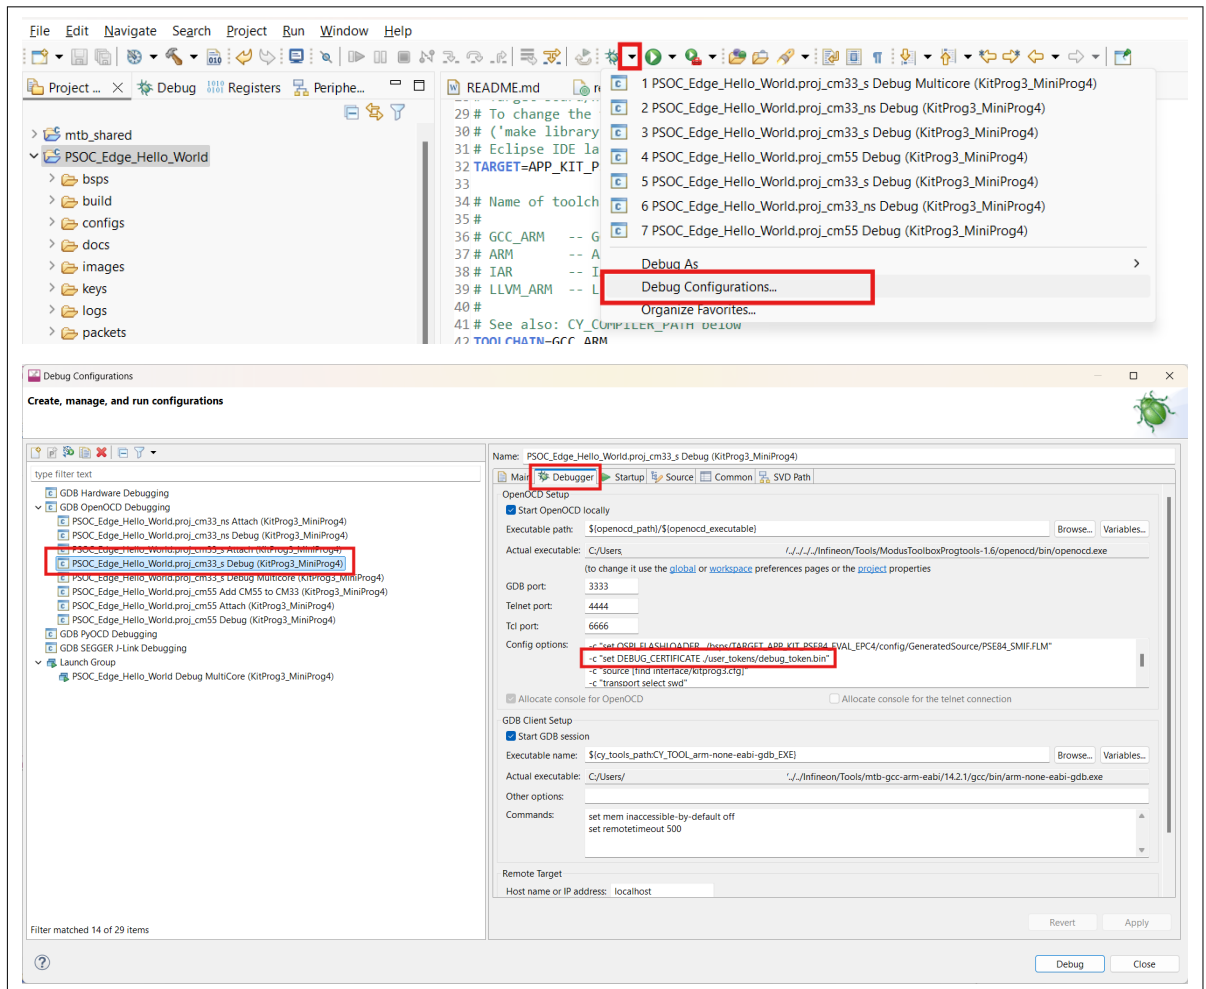 File Edit Navigate Search Project Run Window Help
Project ... Debug Registers Periphe...
README.md
mtb_shared
PSOC_Edge_Hello_World
bsps
build
configs
docs
images
keys
logs
packets
29 # To change the
30 # ('make library
31 # Eclipse IDE la
32 TARGET=APP_KIT_P
33
34 # Name of toolch
35 #
36 # GCC_ARM -- G
37 # ARM -- A
38 # IAR -- I
39 # LLVM_ARM -- L
40 #
41 # See also: CY_COMPILER_PATH below
42 TOOLCHAIN=GCC_ARM
1 PSOC_Edge_Hello_World.proj_cm33_s Debug Multicore (KitProg3_MiniProg4)
2 PSOC_Edge_Hello_World.proj_cm33_ns Debug (KitProg3_MiniProg4)
3 PSOC_Edge_Hello_World.proj_cm33_s Debug (KitProg3_MiniProg4)
4 PSOC_Edge_Hello_World.proj_cm55 Debug (KitProg3_MiniProg4)
5 PSOC_Edge_Hello_World.proj_cm33_s Debug (KitProg3_MiniProg4)
6 PSOC_Edge_Hello_World.proj_cm33_ns Debug (KitProg3_MiniProg4)
7 PSOC_Edge_Hello_World.proj_cm55 Debug (KitProg3_MiniProg4)
Debug As
Debug Configurations...
Organize Favorites...
Debug Configurations
Create, manage, and run configurations
type filter text
GDB Hardware Debugging
GDB OpenOCD Debugging
PSOC_Edge_Hello_World.proj_cm33_ns Attach (KitProg3_MiniProg4)
PSOC_Edge_Hello_World.proj_cm33_ns Debug (KitProg3_MiniProg4)
PSOC_Edge_Hello_World.proj_cm33_s Attach (KitProg3_MiniProg4)
PSOC_Edge_Hello_World.proj_cm33_s Debug (KitProg3_MiniProg4)
PSOC_Edge_Hello_World.proj_cm33_s Debug Multicore (KitProg3_MiniProg4)
PSOC_Edge_Hello_World.proj_cm55 Add CM55 to CM33 (KitProg3_MiniProg4)
PSOC_Edge_Hello_World.proj_cm55 Attach (KitProg3_MiniProg4)
PSOC_Edge_Hello_World.proj_cm55 Debug (KitProg3_MiniProg4)
GDB PyOCD Debugging
GDB SEGGER J-Link Debugging
Launch Group
PSOC_Edge_Hello_World Debug MultiCore (KitProg3_MiniProg4)
Filter matched 14 of 29 items
Name: PSOC_Edge_Hello_World.proj_cm33_s Debug (KitProg3_MiniProg4)
Main Debugger Startup Source Common SVD Path
OpenOCD Setup
Start OpenOCD locally
Executable path: ${openocd_path}/${openocd_executable} Browse... Variables...
Actual executable: C:/Users /../../../../Infineon/Tools/ModusToolboxProgtools-1.6/openocd/bin/openocd.exe
(to change it use the global or workspace preferences pages or the project properties
GDB port: 3333
Telnet port: 4444
Tcl port: 6666
Config options: -c "set QSPI_FLASHLOADER ../bsps/TARGET_APP_KIT_PSE84_EVAL_EPC4/config/GeneratedSource/PSE84_SMIF.FLM"
-c "set DEBUG_CERTIFICATE ./user_tokens/debug_token.bin"
-c "source [find interface/kitprog3.cfg]"
-c "transport select swd"
Allocate console for OpenOCD Allocate console for the telnet connection
GDB Client Setup
Start GDB session
Executable name: ${cy_tools_path:CY_TOOL_arm-none-eabi-gdb_EXE} Browse... Variables...
Actual executable: C:/Users/ '../../Infineon/Tools/mtb-gcc-arm-eabi/14.2.1/gcc/bin/arm-none-eabi-gdb.exe
Other options:
Commands: set mem inaccessible-by-default off
set remotetimeout 500
Remote Target
Host name or IP address: localhost
Revert Apply
Debug Close